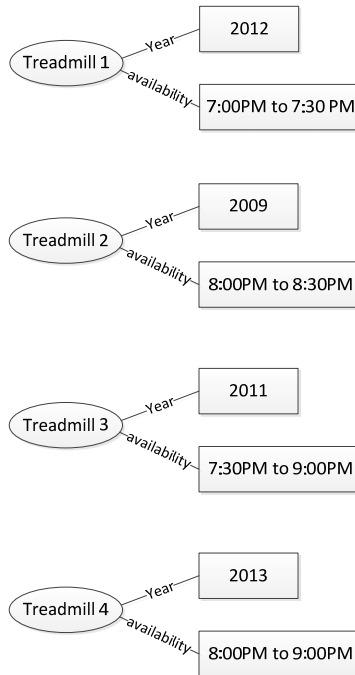 Treadmill 1
Year
2012
availability
7:00PM to 7:30 PM
Treadmill 2
Year
2009
availability
8:00PM to 8:30PM
Treadmill 3
Year
2011
availability
7:30PM to 9:00PM
Treadmill 4
Year
2013
availability
8:00PM to 9:00PM